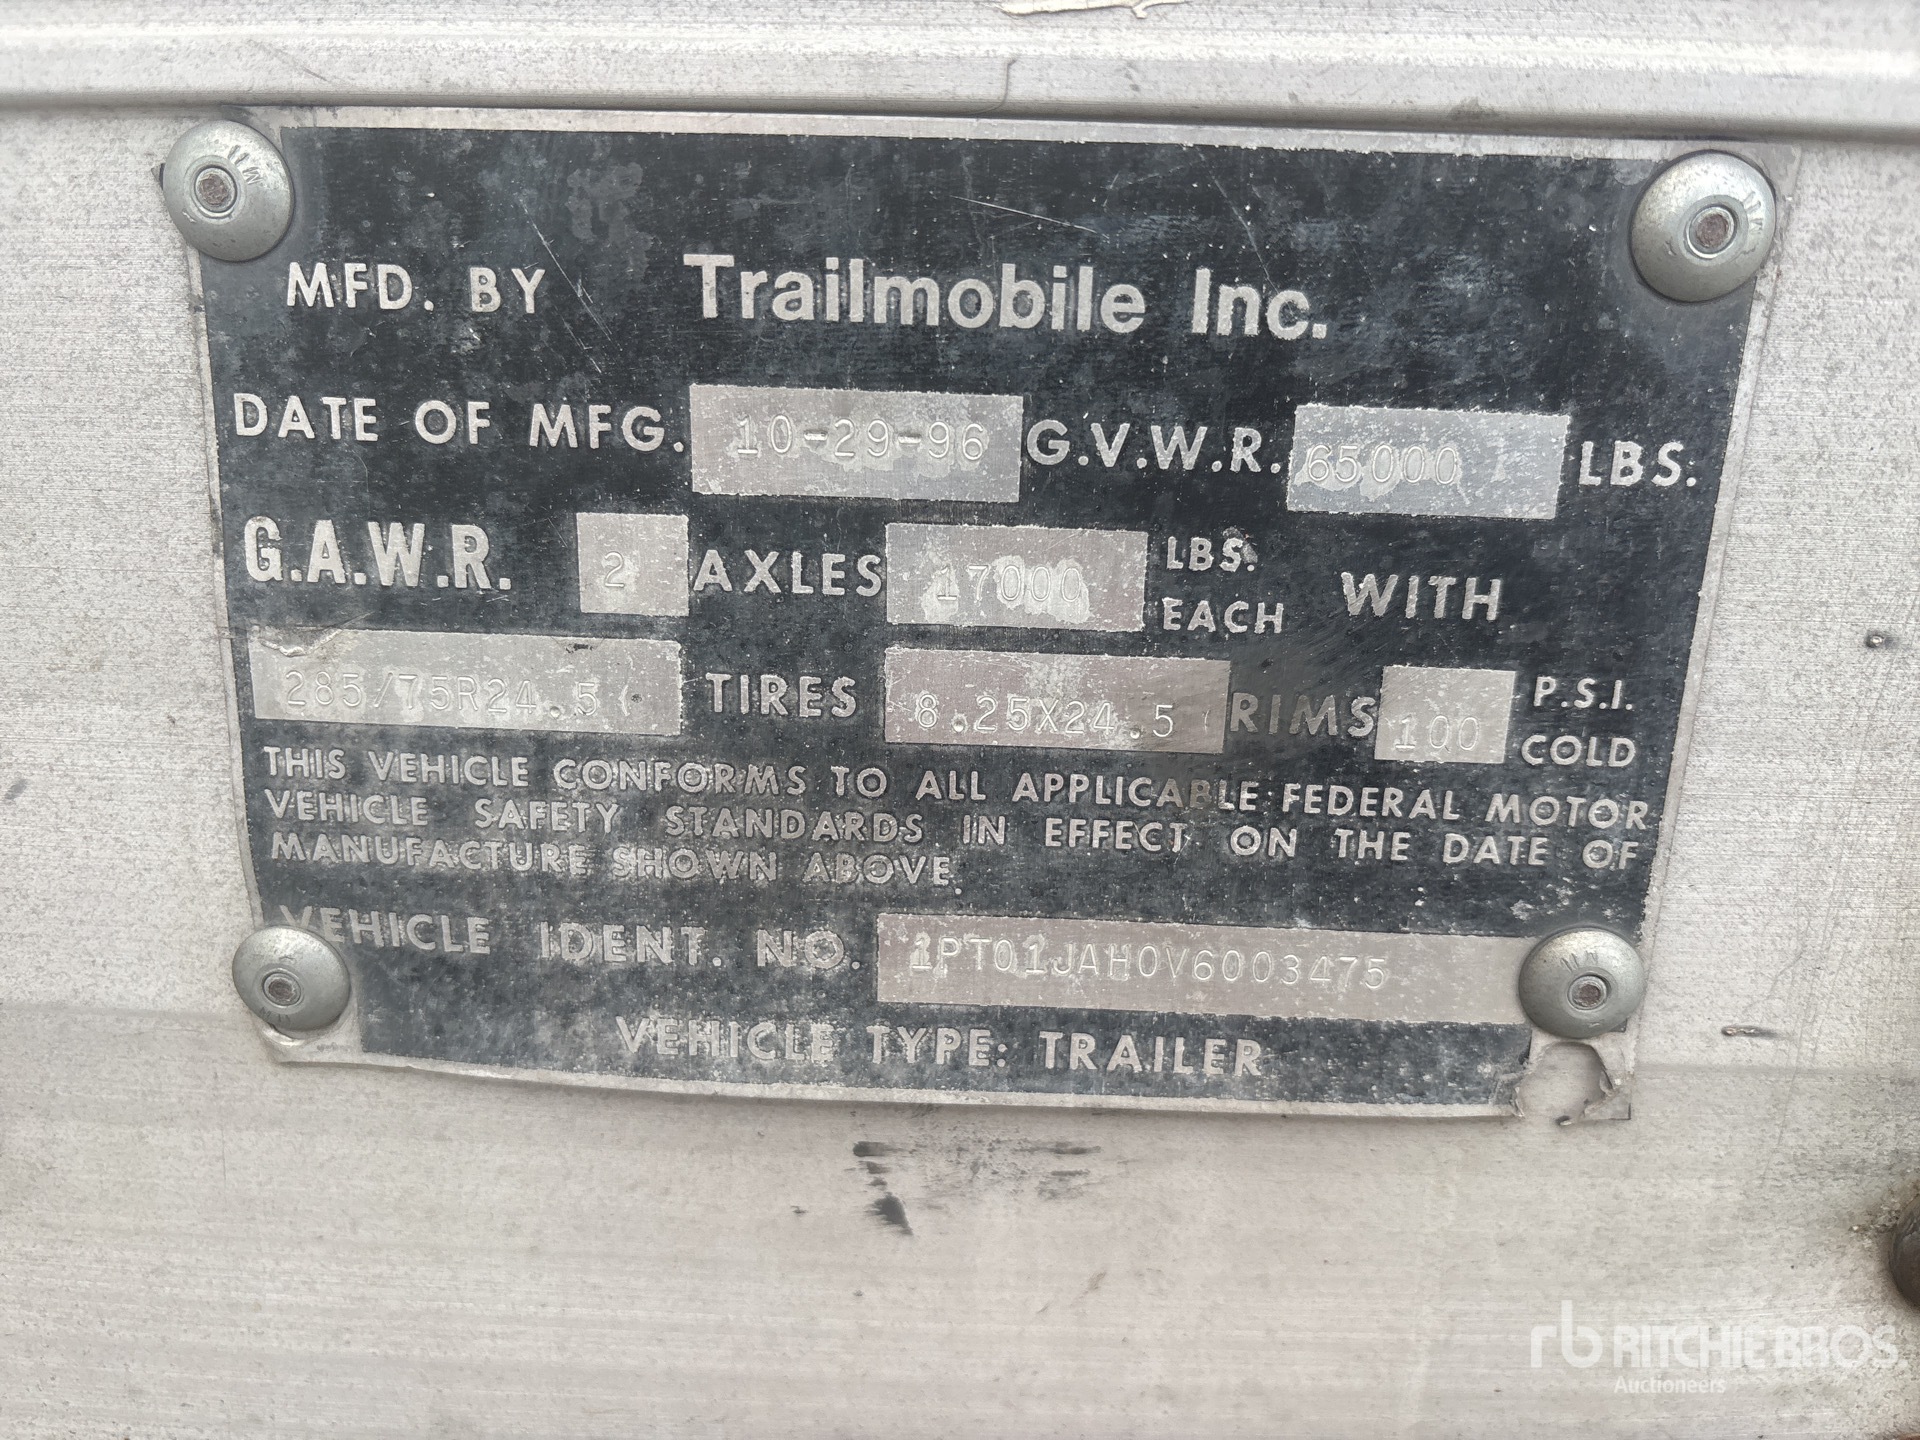 MFD. BY Trailmobile Inc.
DATE OF MFG. 10-29-96 G.V.W.R. 65000 LBS.
G.A.W.R. 2 AXLES 17000 LBS. EACH WITH
285/75R24.5( TIRES 8.25X24.5( RIMS 100 P.S.I. COLD
THIS VEHICLE CONFORMS TO ALL APPLICABLE FEDERAL MOTOR
VEHICLE SAFETY STANDARDS IN EFFECT ON THE DATE OF
MANUFACTURE SHOWN ABOVE.
VEHICLE IDENT. NO. 1PT01JAH0V6003475
VEHICLE TYPE: TRAILER
rb RITCHIE BROS.
Auctioneers